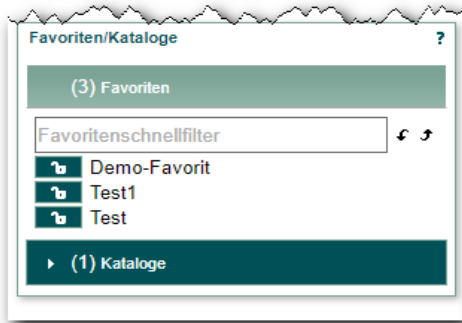 Favoriten/Kataloge ?
(3) Favoriten
Favoritenschnellfilter
Demo-Favorit
Test1
Test
(1) Kataloge